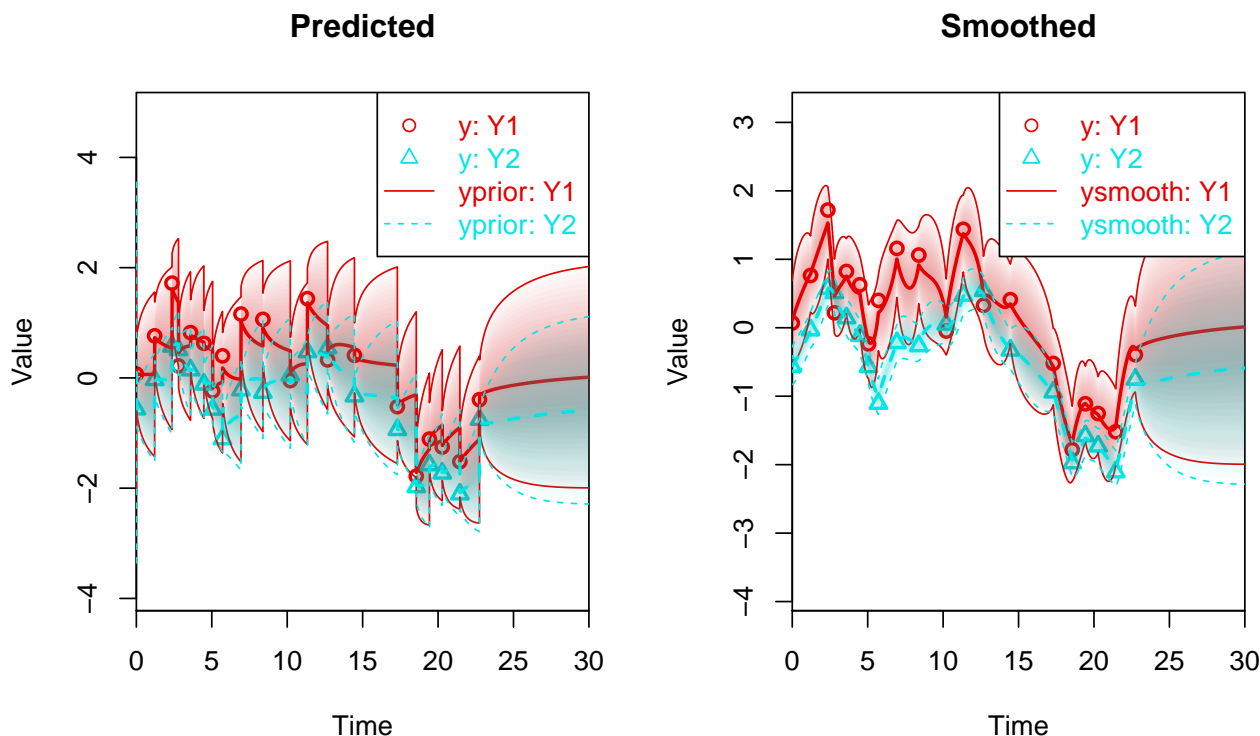 Predicted
Value
4
2
0
−2
−4
0 5 10 15 20 25 30
Time
y: Y1
y: Y2
yprior: Y1
yprior: Y2
Smoothed
Value
3
2
1
0
−1
−2
−3
−4
0 5 10 15 20 25 30
Time
y: Y1
y: Y2
ysmooth: Y1
ysmooth: Y2